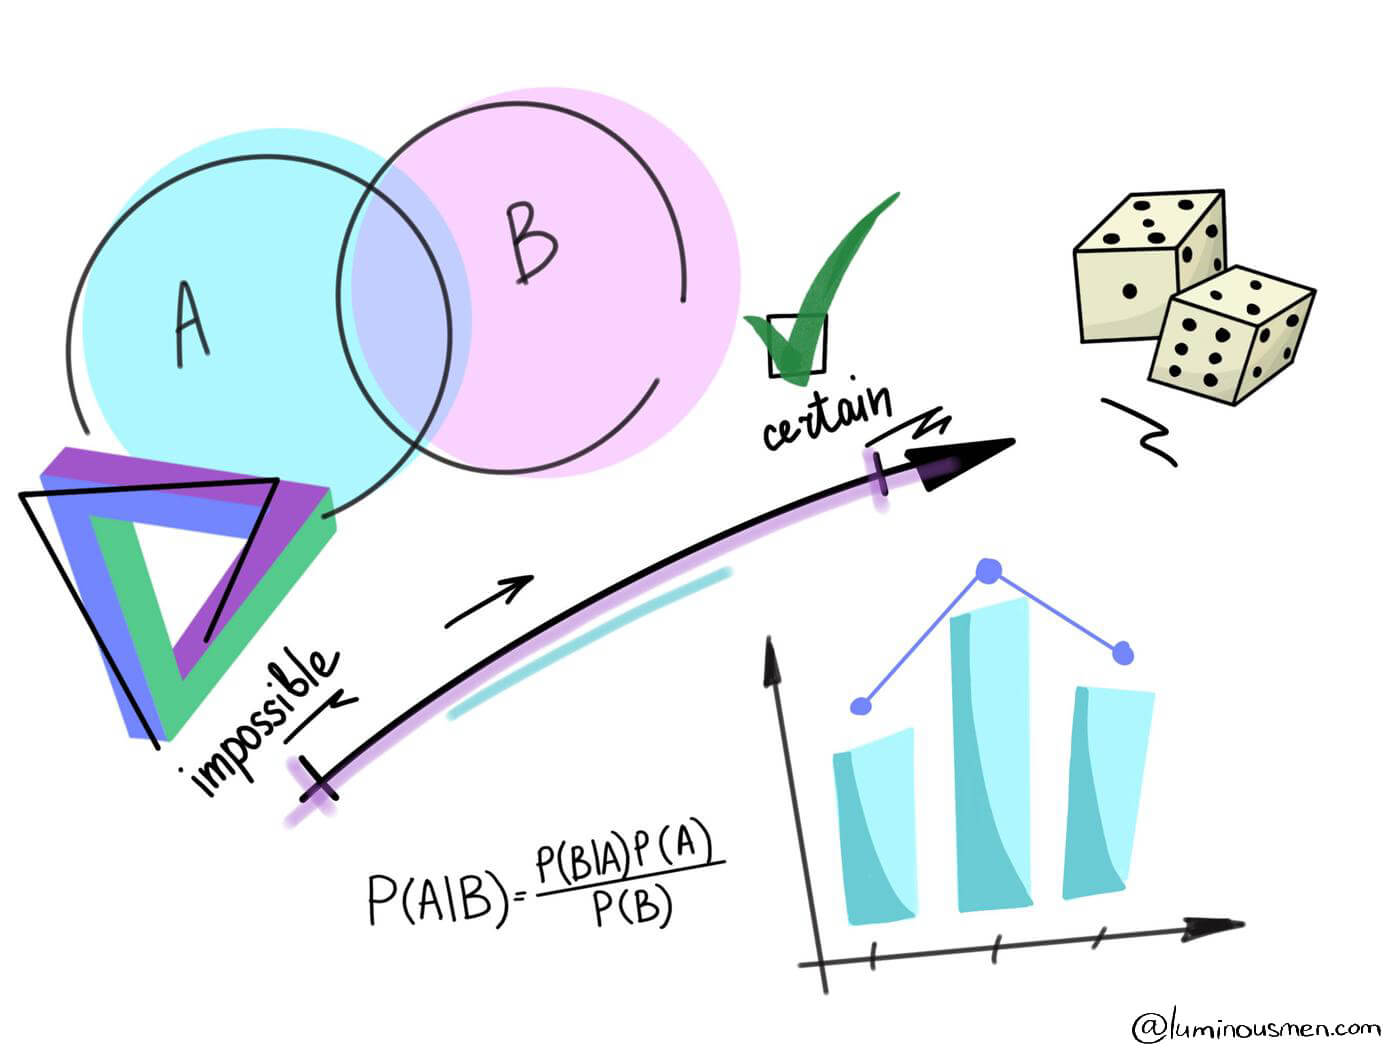 A
B
certain
impossible
P(A|B)=P(B|A)P(A)
P(B)
@luminousmen.com